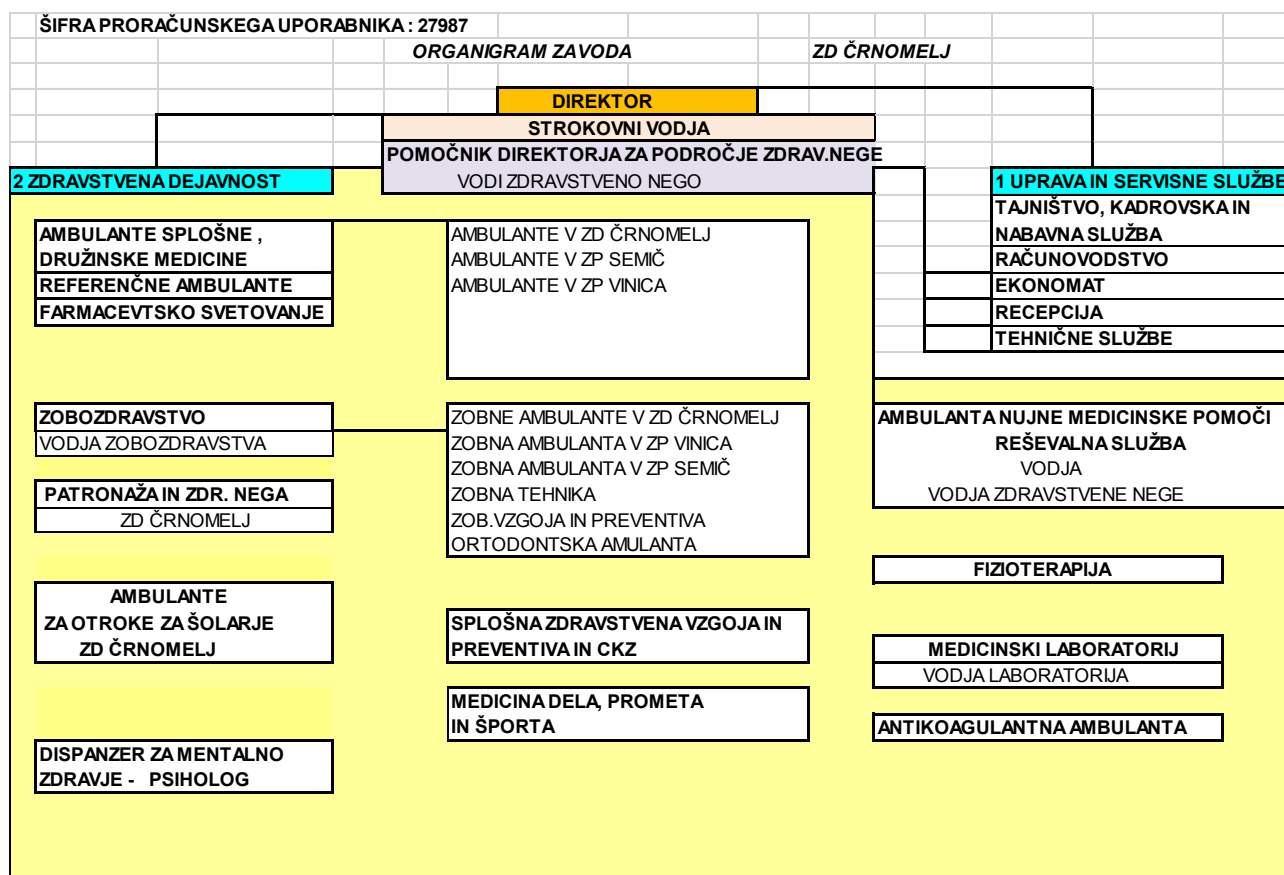 ŠIFRA PRORAČUNSKEGA UPORABNIKA : 27987
ORGANIGRAM ZAVODA
ZD ČRNOMELJ
DIREKTOR
STROKOVNI VODJA
POMOČNIK DIREKTORJA ZA PODROČJE ZDRAV.NEGE
VODI ZDRAVSTVENO NEGO
2 ZDRAVSTVENA DEJAVNOST
1 UPRAVA IN SERVISNE SLUŽBE
TAJNIŠTVO, KADROVSKA IN
NABAVNA SLUŽBA
RAČUNOVODSTVO
EKONOMAT
RECEPCIJA
TEHNIČNE SLUŽBE
AMBULANTE SPLOŠNE ,
DRUŽINSKE MEDICINE
REFERENČNE AMBULANTE
FARMACEVTSKO SVETOVANJE
AMBULANTE V ZD ČRNOMELJ
AMBULANTE V ZP SEMIČ
AMBULANTE V ZP VINICA
ZOBOZDRAVSTVO
VODJA ZOBOZDRAVSTVA
ZOBNE AMBULANTE V ZD ČRNOMELJ
ZOBNA AMBULANTA V ZP VINICA
ZOBNA AMBULANTA V ZP SEMIČ
ZOBNA TEHNIKA
ZOB.VZGOJA IN PREVENTIVA
ORTODONTSKA AMULANTA
AMBULANTA NUJNE MEDICINSKE POMOČI
REŠEVALNA SLUŽBA
VODJA
VODJA ZDRAVSTVENE NEGE
PATRONAŽA IN ZDR. NEGA
ZD ČRNOMELJ
FIZIOTERAPIJA
AMBULANTE
ZA OTROKE ZA ŠOLARJE
ZD ČRNOMELJ
SPLOŠNA ZDRAVSTVENA VZGOJA IN
PREVENTIVA IN CKZ
MEDICINSKI LABORATORIJ
VODJA LABORATORIJA
MEDICINA DELA, PROMETA
IN ŠPORTA
ANTIKOAGULANTNA AMBULANTA
DISPANZER ZA MENTALNO
ZDRAVJE - PSIHOLOG